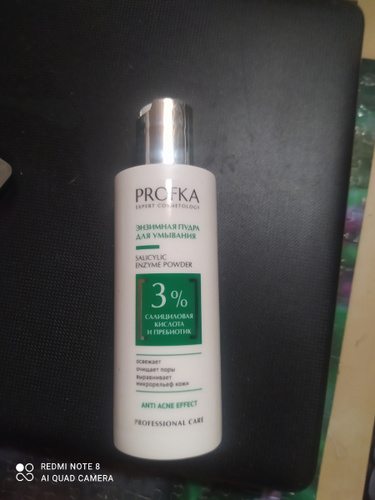 PROFKA
EXPERT COSMETOLOGY
ЭНЗИМНАЯ ПУДРА
ДЛЯ УМЫВАНИЯ
SALICYLIC
ENZYME POWDER
3%
САЛИЦИЛОВАЯ
КИСЛОТА
И ПРЕБИОТИК
освежает
очищает поры
выравнивает
микрорельеф кожи
ANTI ACNE EFFECT
PROFESSIONAL CARE
REDMI NOTE 8
AI QUAD CAMERA